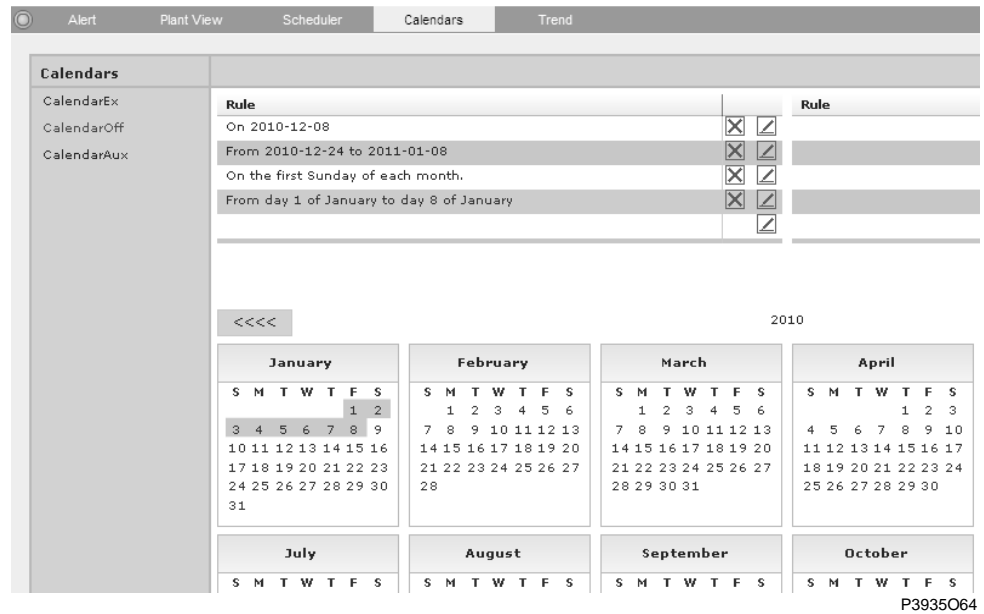 Alert Plant View Scheduler Calendars Trend
Calendars
CalendarEx
CalendarOff
CalendarAux
Rule Rule
On 2010-12-08
From 2010-12-24 to 2011-01-08
On the first Sunday of each month.
From day 1 of January to day 8 of January
<<<< 2010
January
S M T W T F S
1 2
3 4 5 6 7 8 9
10 11 12 13 14 15 16
17 18 19 20 21 22 23
24 25 26 27 28 29 30
31
February
S M T W T F S
1 2 3 4 5 6
7 8 9 10 11 12 13
14 15 16 17 18 19 20
21 22 23 24 25 26 27
28
March
S M T W T F S
1 2 3 4 5 6
7 8 9 10 11 12 13
14 15 16 17 18 19 20
21 22 23 24 25 26 27
28 29 30 31
April
S M T W T F S
1 2 3
4 5 6 7 8 9 10
11 12 13 14 15 16 17
18 19 20 21 22 23 24
25 26 27 28 29 30
July
S M T W T F S
August
S M T W T F S
September
S M T W T F S
October
S M T W T F S
P3935O64